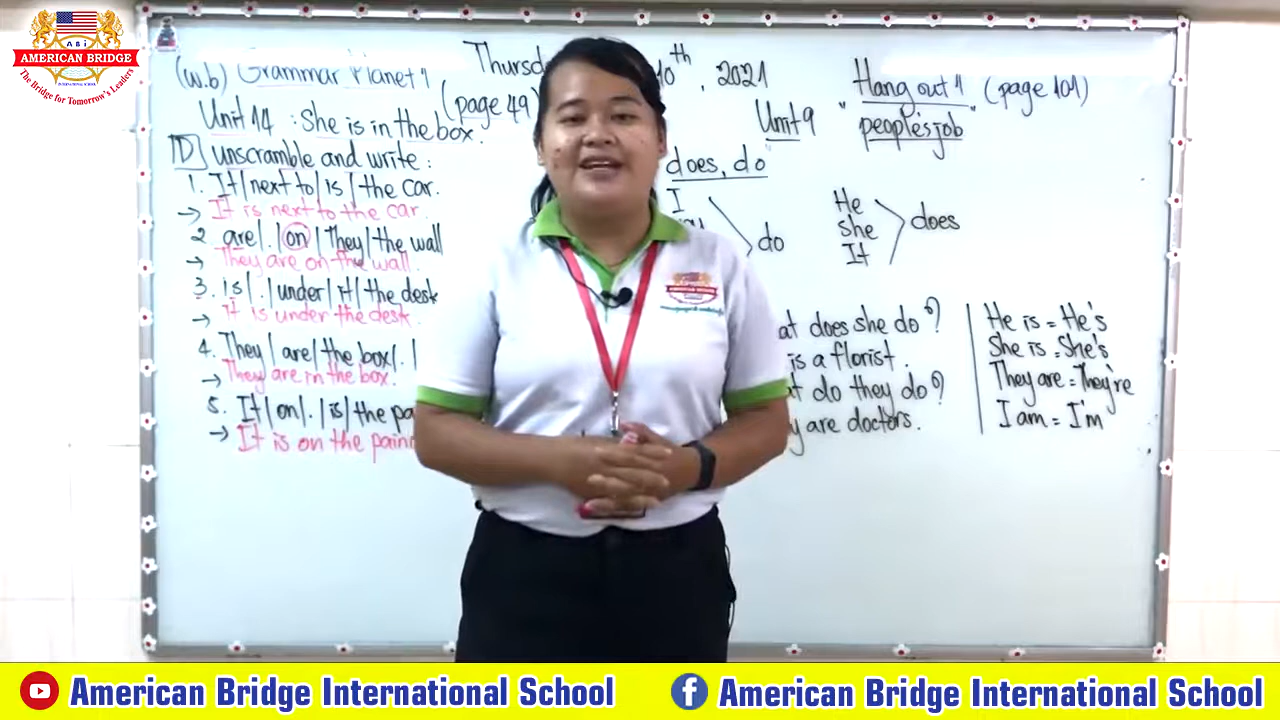 ABi
AMERICAN BRIDGE
INTERNATIONAL SCHOOL
The Bridge for Tomorrow's Leaders
(W.b) Grammar Planet 1
(page 49)
Unit 14 : She is in the box.
D unscramble and write :
1. It / next to / is / the car.
→ It is next to the car.
2. are / . / on / They / the wall
→ They are on the wall.
3. is / . / under / it / the desk
→ It is under the desk.
4. They / are / the box / . /
→ They are in the box.
5. It / on / . / is / the
→ It is on the
10th, 2021
Hang out 1 (page 101)
Unit 9 " people's job "
does, do
I
do
He
She
It
does
does she do?
is a florist.
do they do?
are doctors.
He is = He's
She is = She's
They are = They're
I am = I'm
AMERICAN BRIDGE
American Bridge International School
f American Bridge International School